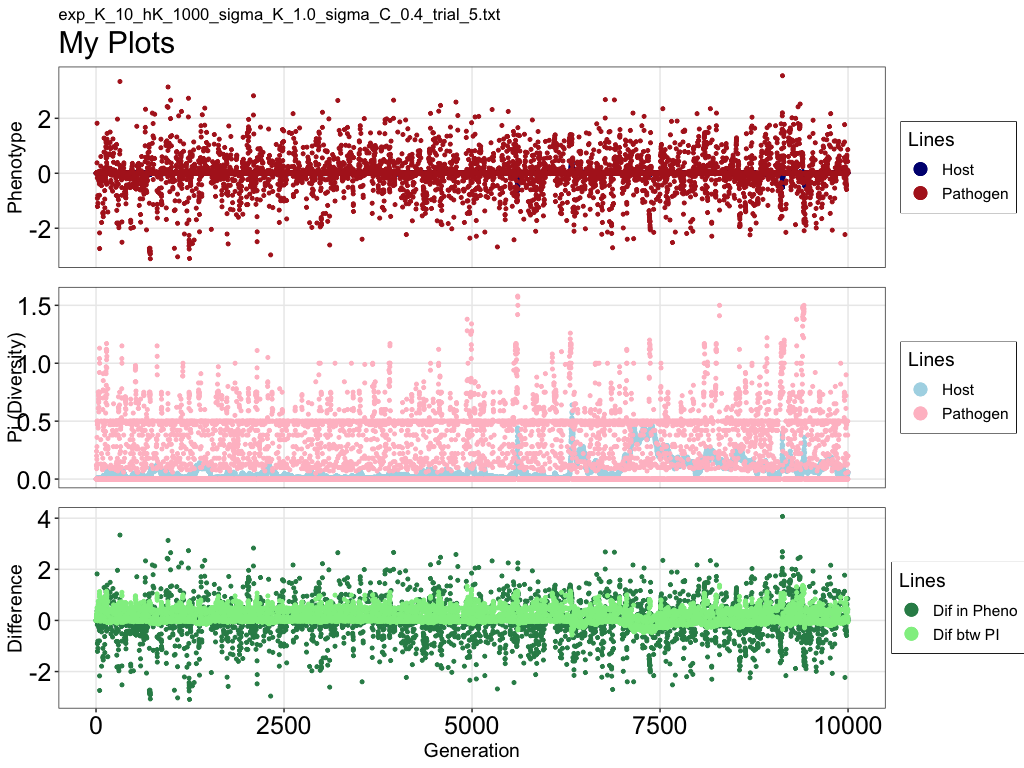 exp_K_10_hK_1000_sigma_K_1.0_sigma_C_0.4_trial_5.txt
My Plots
Phenotype
2
0
-2
Lines
Host
Pathogen
Pi (Diversity)
1.5
1.0
0.5
0.0
Lines
Host
Pathogen
Difference
4
2
0
-2
Lines
Dif in Pheno
Dif btw PI
0 2500 5000 7500 10000
Generation